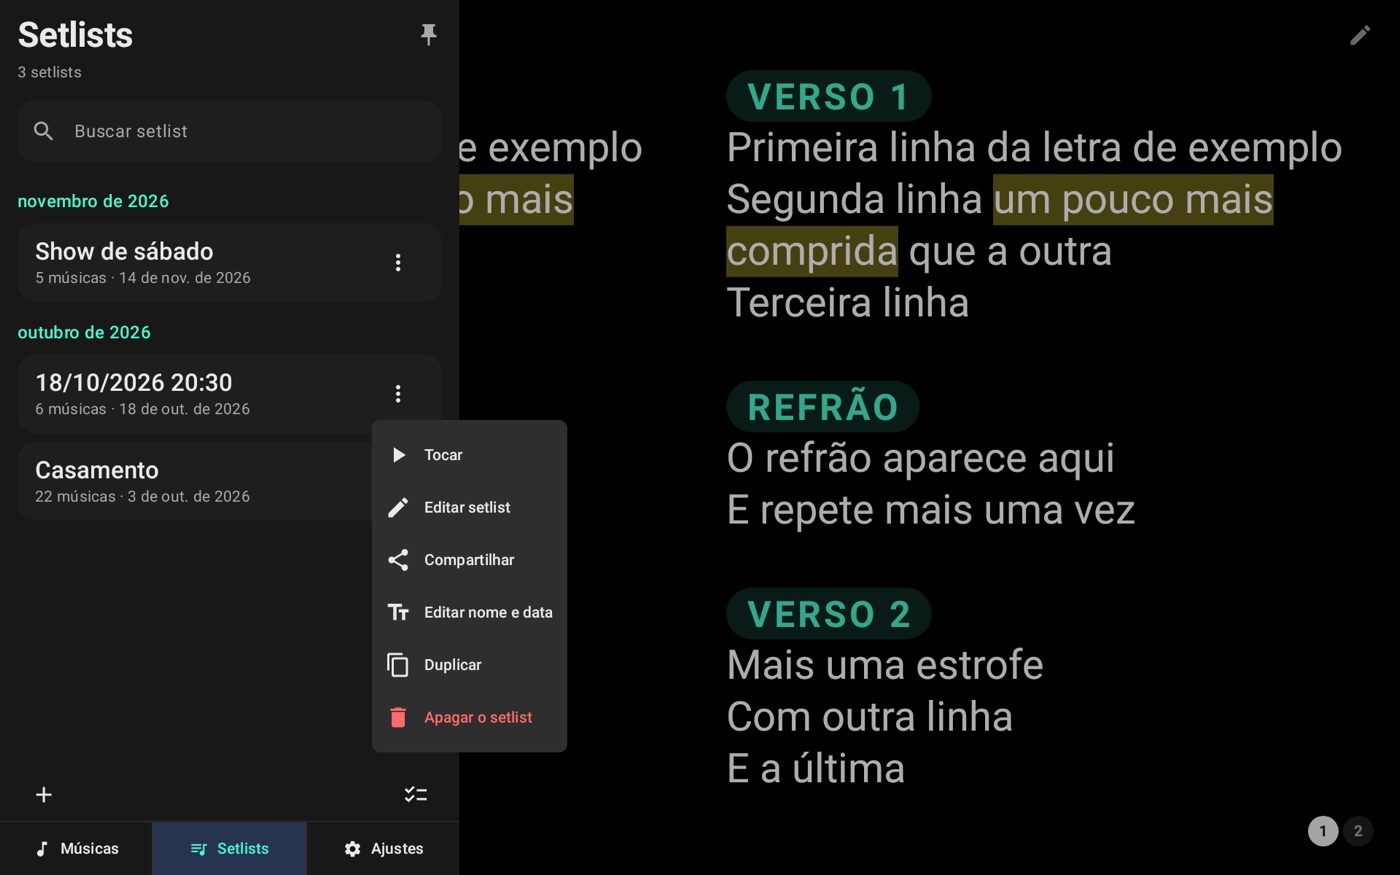 Setlists
3 setlists
Buscar setlist
novembro de 2026
Show de sábado
5 músicas · 14 de nov. de 2026
outubro de 2026
18/10/2026 20:30
6 músicas · 18 de out. de 2026
Casamento
22 músicas · 3 de out. de 2026
Tocar
Editar setlist
Compartilhar
Editar nome e data
Duplicar
Apagar o setlist
Músicas
Setlists
Ajustes
e exemplo
o mais
VERSO 1
Primeira linha da letra de exemplo
Segunda linha um pouco mais
comprida que a outra
Terceira linha
REFRÃO
O refrão aparece aqui
E repete mais uma vez
VERSO 2
Mais uma estrofe
Com outra linha
E a última
1 2